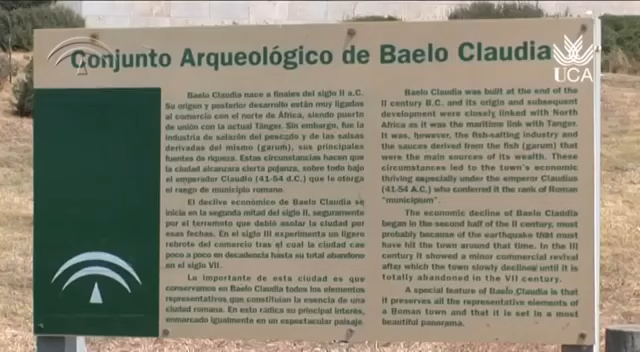 Conjunto Arqueológico de Baelo Claudia
UCA
Baelo Claudia nace a finales del siglo II a.C.
Su origen y posterior desarrollo están muy ligados
al comercio con el norte de África, siendo puerto
de unión con la actual Tánger. Sin embargo, fue la
industria de salazón del pescado y de las salsas
derivadas del mismo (garum), sus principales
fuentes de riqueza. Estas circunstancias hacen que
la ciudad alcanzara cierta pujanza, sobre todo bajo
el emperador Claudio (41-54 d.C.) que le otorga
el rango de municipio romano.
El declive económico de Baelo Claudia se
inicia en la segunda mitad del siglo II, seguramente
por el terremoto que debió asolar la ciudad por
esas fechas. En el siglo III experimenta un ligero
rebrote del comercio tras el cual la ciudad cae
poco a poco en decadencia hasta su total abandono
en el siglo VII.
La importancia de esta ciudad es que
conservamos en Baelo Claudia todos los elementos
representativos que constituían la esencia de una
ciudad romana. En esto radica su principal interés,
enmarcado igualmente en un espectacular paisaje.
Baelo Claudia was built at the end of the
II century B.C. and its origin and subsequent
development were closely linked with North
Africa as it was the maritime link with Tanger.
It was, however, the fish-salting industry and
the sauces derived from the fish (garum) that
were the main sources of its wealth. These
circumstances led to the town's economic
thriving especially under the emperor Claudius
(41-54 A.C.) who conferred it the rank of Roman
"municipium".
The economic decline of Baelo Claudia
began in the second half of the II century, most
probably because of the earthquake that must
have hit the town around that time. In the III
century it showed a minor commercial revival
after which the town slowly declined until it is
totally abandoned in the VII century.
A special feature of Baelo Claudia is that
it preserves all the representative elements of
a Roman town and that it is set in a most
beautiful panorama.